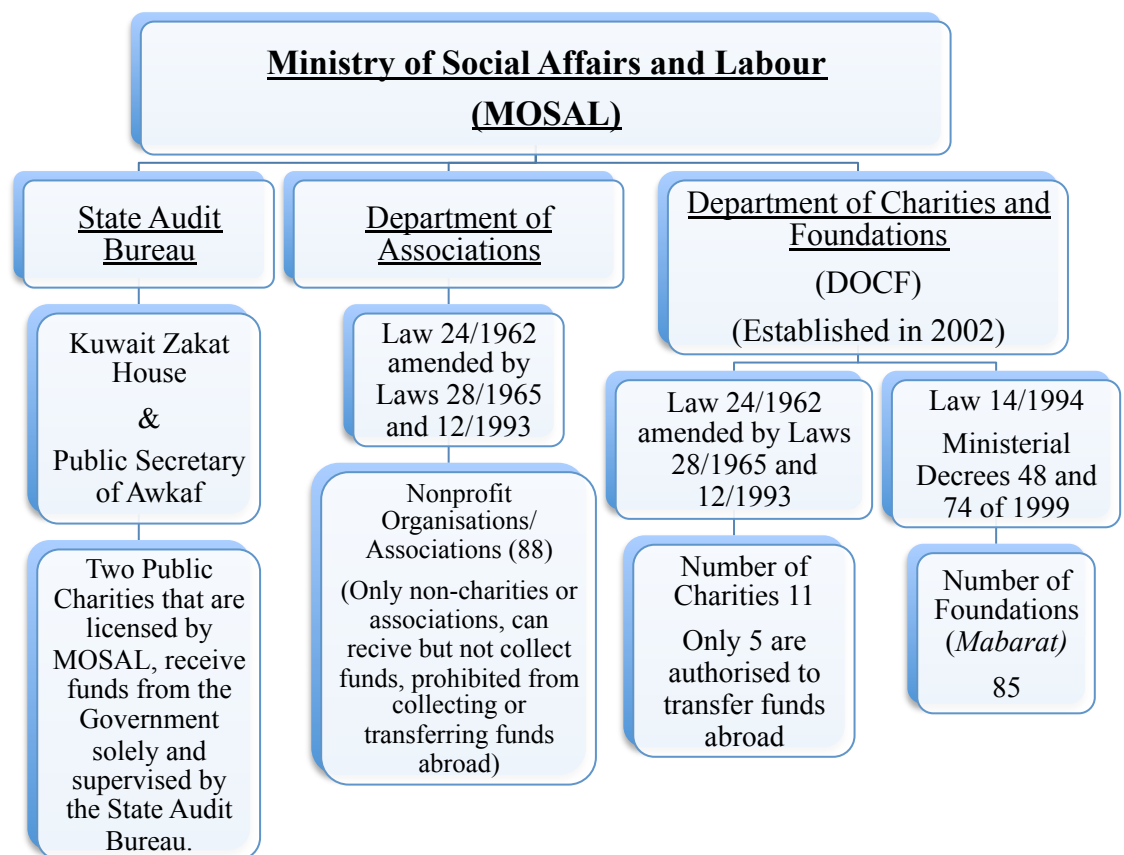 Ministry of Social Affairs and Labour
(MOSAL)
State Audit
Bureau
Kuwait Zakat
House
&
Public Secretary
of Awkaf
Two Public
Charities that are
licensed by
MOSAL, receive
funds from the
Government
solely and
supervised by
the State Audit
Bureau.
Department of
Associations
Law 24/1962
amended by
Laws 28/1965
and 12/1993
Nonprofit
Organisations/
Associations (88)
(Only non-charities or
associations, can
recive but not collect
funds, prohibited from
collecting or
transferring funds
abroad)
Department of Charities and
Foundations
(DOCF)
(Established in 2002)
Law 24/1962
amended by Laws
28/1965 and
12/1993
Number of
Charities 11
Only 5 are
authorised to
transfer funds
abroad
Law 14/1994
Ministerial
Decrees 48 and
74 of 1999
Number of
Foundations
(Mabarat)
85